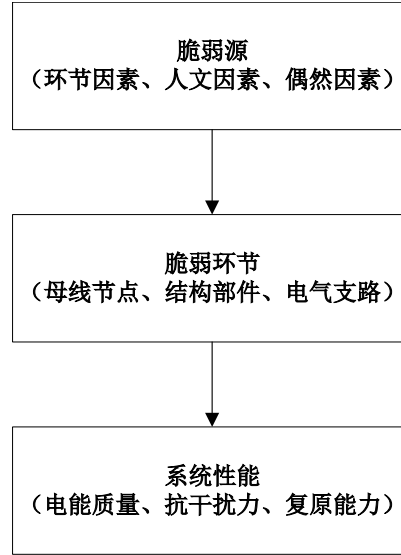 脆弱源
（环节因素、人文因素、偶然因素）
脆弱环节
（母线节点、结构部件、电气支路）
系统性能
（电能质量、抗干扰力、复原能力）